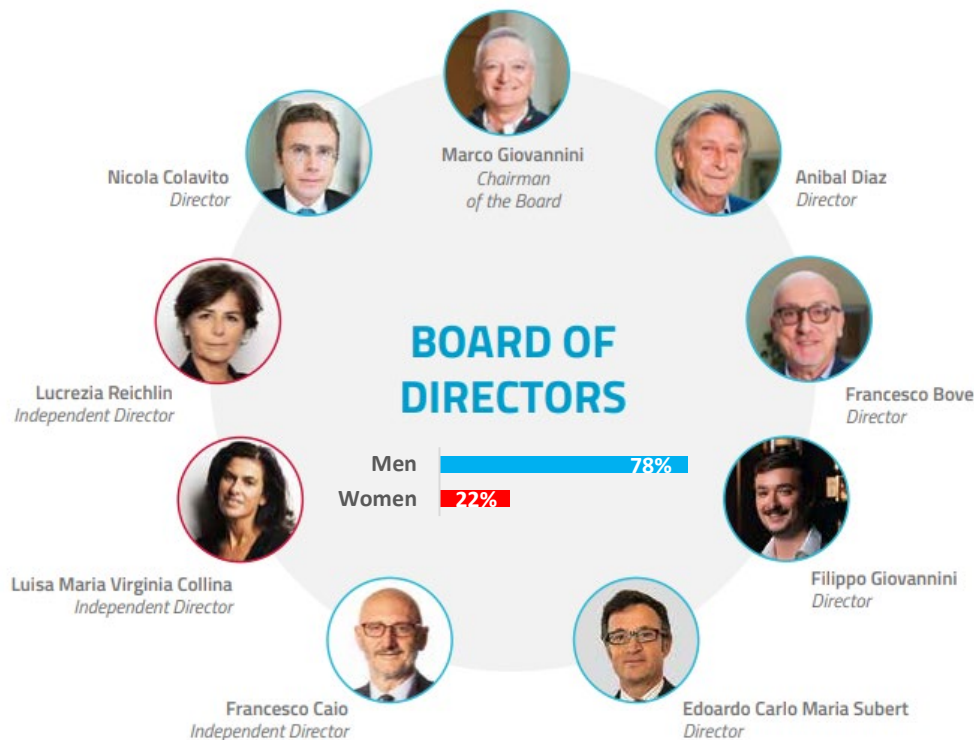 Marco Giovannini
Chairman
of the Board
Nicola Colavito
Director
Anibal Diaz
Director
Lucrezia Reichlin
Independent Director
BOARD OF
DIRECTORS
Francesco Bove
Director
Men 78%
Women 22%
Luisa Maria Virginia Collina
Independent Director
Filippo Giovannini
Director
Francesco Caio
Independent Director
Edoardo Carlo Maria Subert
Director